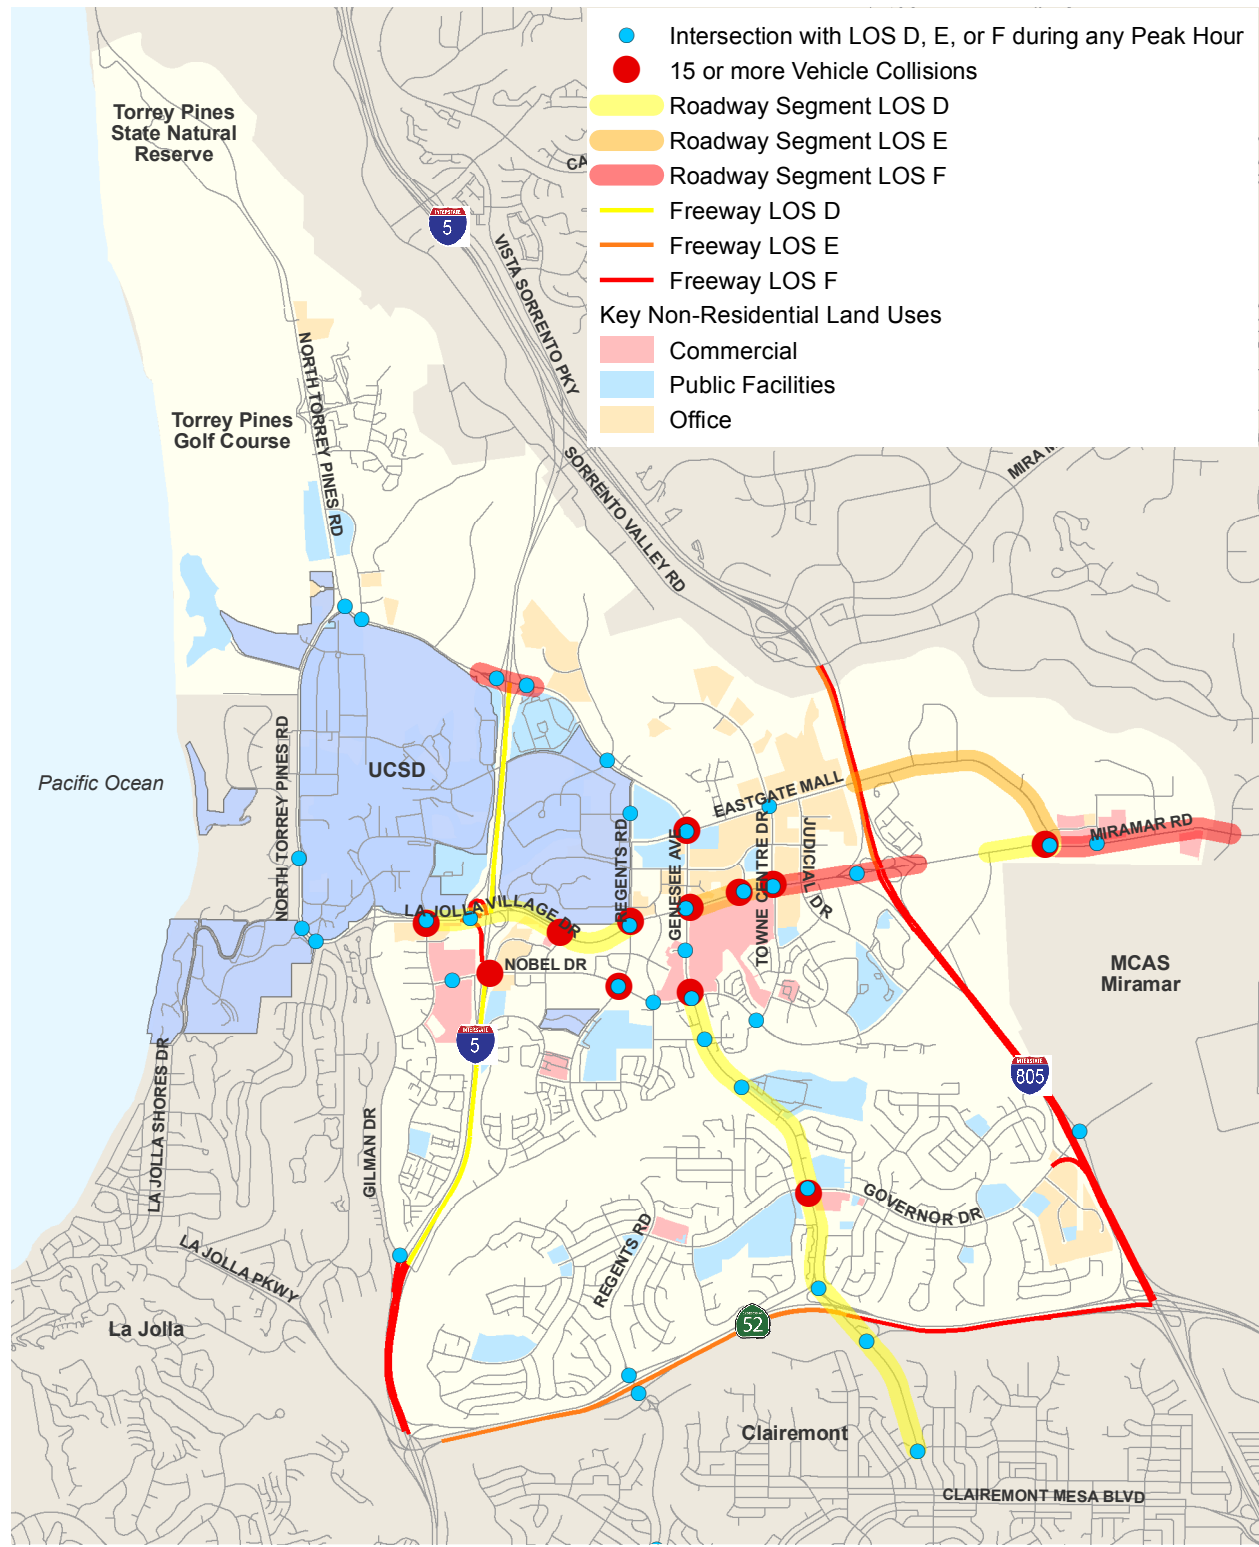 Intersection with LOS D, E, or F during any Peak Hour
15 or more Vehicle Collisions
Roadway Segment LOS D
Roadway Segment LOS E
Roadway Segment LOS F
Freeway LOS D
Freeway LOS E
Freeway LOS F
Key Non-Residential Land Uses
Commercial
Public Facilities
Office
Torrey Pines
State Natural
Reserve
CA
INTERSTATE
5
VISTA SORRENTO PKY
NORTH TORREY PINES RD
Torrey Pines
Golf Course
SORRENTO VALLEY RD
MIRA M
Pacific Ocean
NORTH TORREY PINES RD
UCSD
EASTGATE MALL
MIRAMAR RD
REGENTS RD
GENESEE AVE
TOWNE CENTRE DR
JUDICIAL DR
LA JOLLA VILLAGE DR
NOBEL DR
MCAS
Miramar
INTERSTATE
5
INTERSTATE
805
LA JOLLA SHORES DR
GILMAN DR
GOVERNOR DR
REGENTS RD
LA JOLLA PKWY
La Jolla
52
Clairemont
CLAIREMONT MESA BLVD